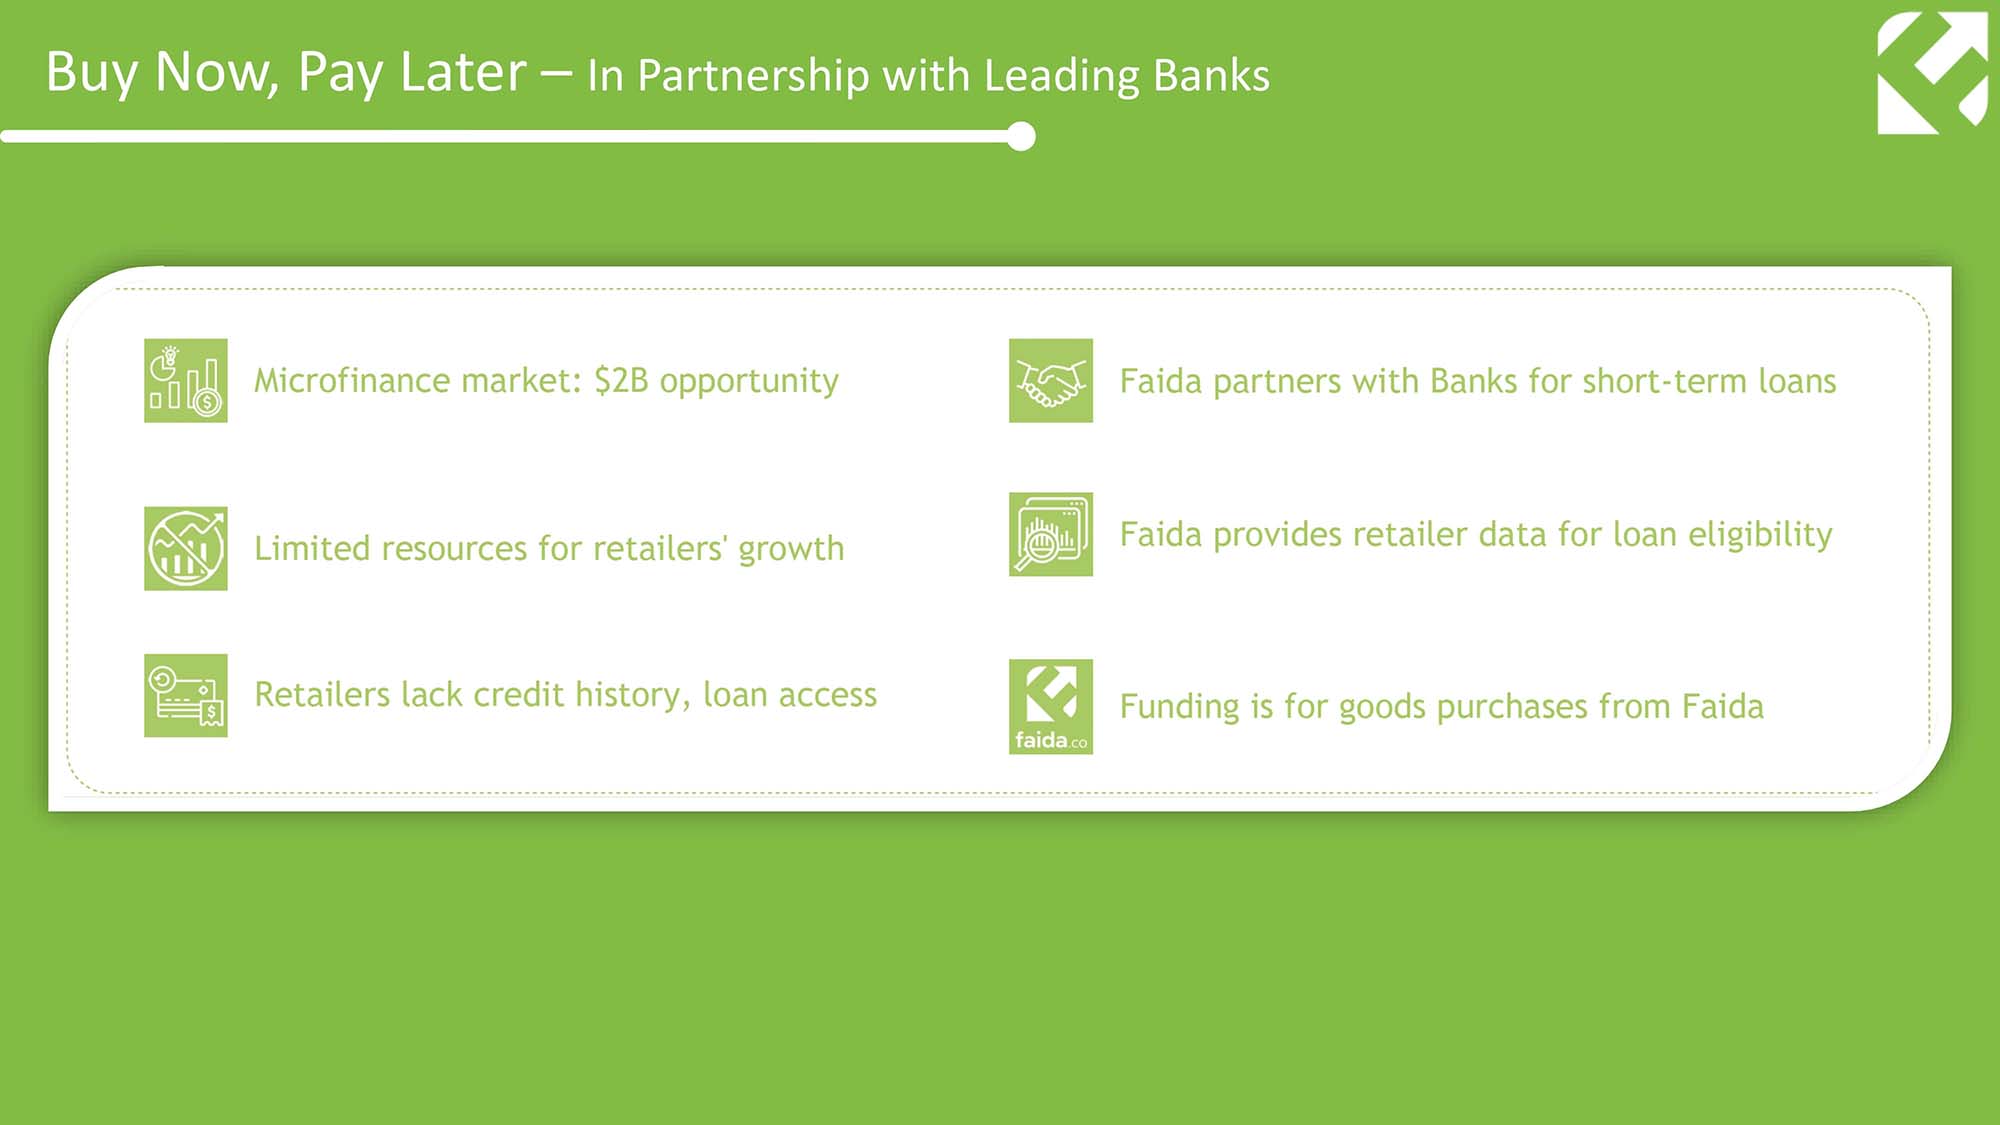 Buy Now, Pay Later – In Partnership with Leading Banks
Microfinance market: $2B opportunity
Limited resources for retailers' growth
Retailers lack credit history, loan access
Faida partners with Banks for short-term loans
Faida provides retailer data for loan eligibility
Funding is for goods purchases from Faida
faida.co